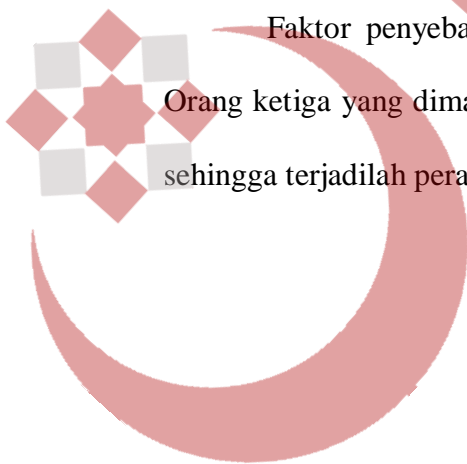 Faktor penyeba
Orang ketiga yang dima
sehingga terjadilah pera